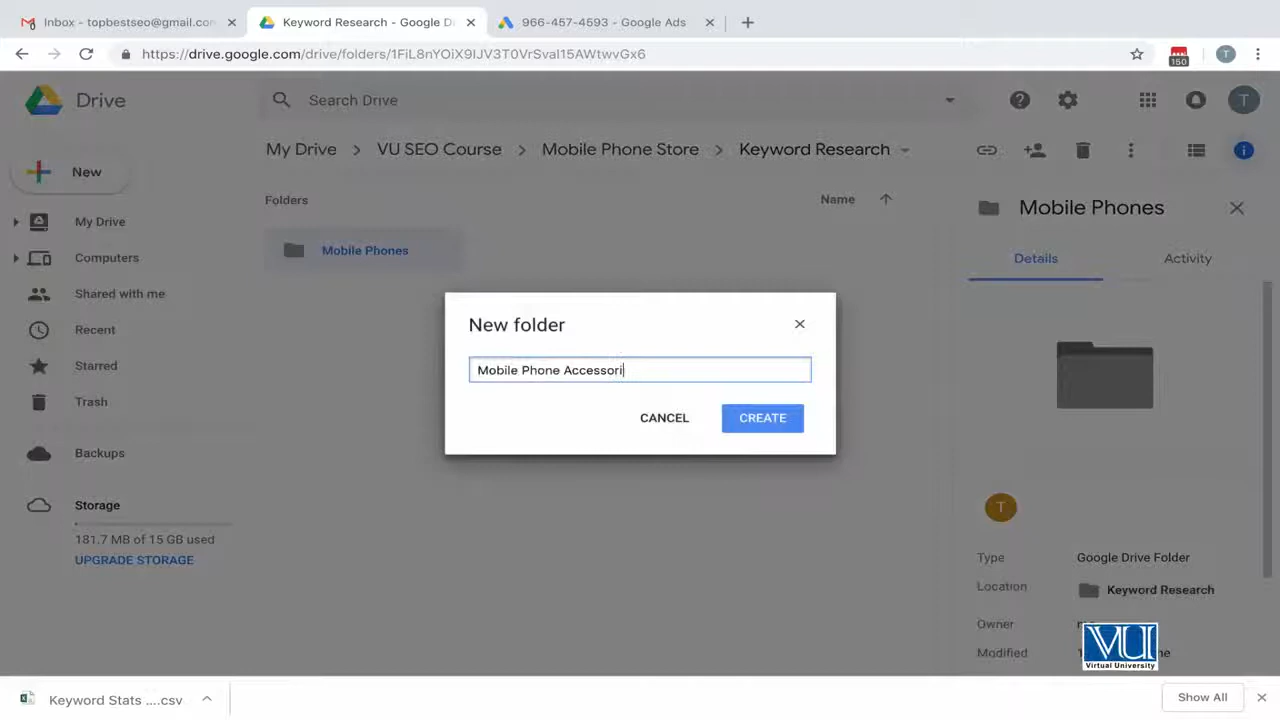 Inbox - topbestseo@gmail.con
Keyword Research - Google D
966-457-4593 - Google Ads
https://drive.google.com/drive/folders/1FiL8nYOiX9IJV3T0VrSval15AWtwvGx6
150
T
Drive
Search Drive
T
My Drive > VU SEO Course > Mobile Phone Store > Keyword Research
New
Folders
Name
Mobile Phones
My Drive
Computers
Shared with me
Recent
Starred
Trash
Backups
Storage
181.7 MB of 15 GB used
UPGRADE STORAGE
Mobile Phones
New folder
Mobile Phone Accessori
CANCEL
CREATE
Details
Activity
T
Type
Google Drive Folder
Location
Keyword Research
Owner
Modified
VU
Virtual University
Keyword Stats ....csv
Show All